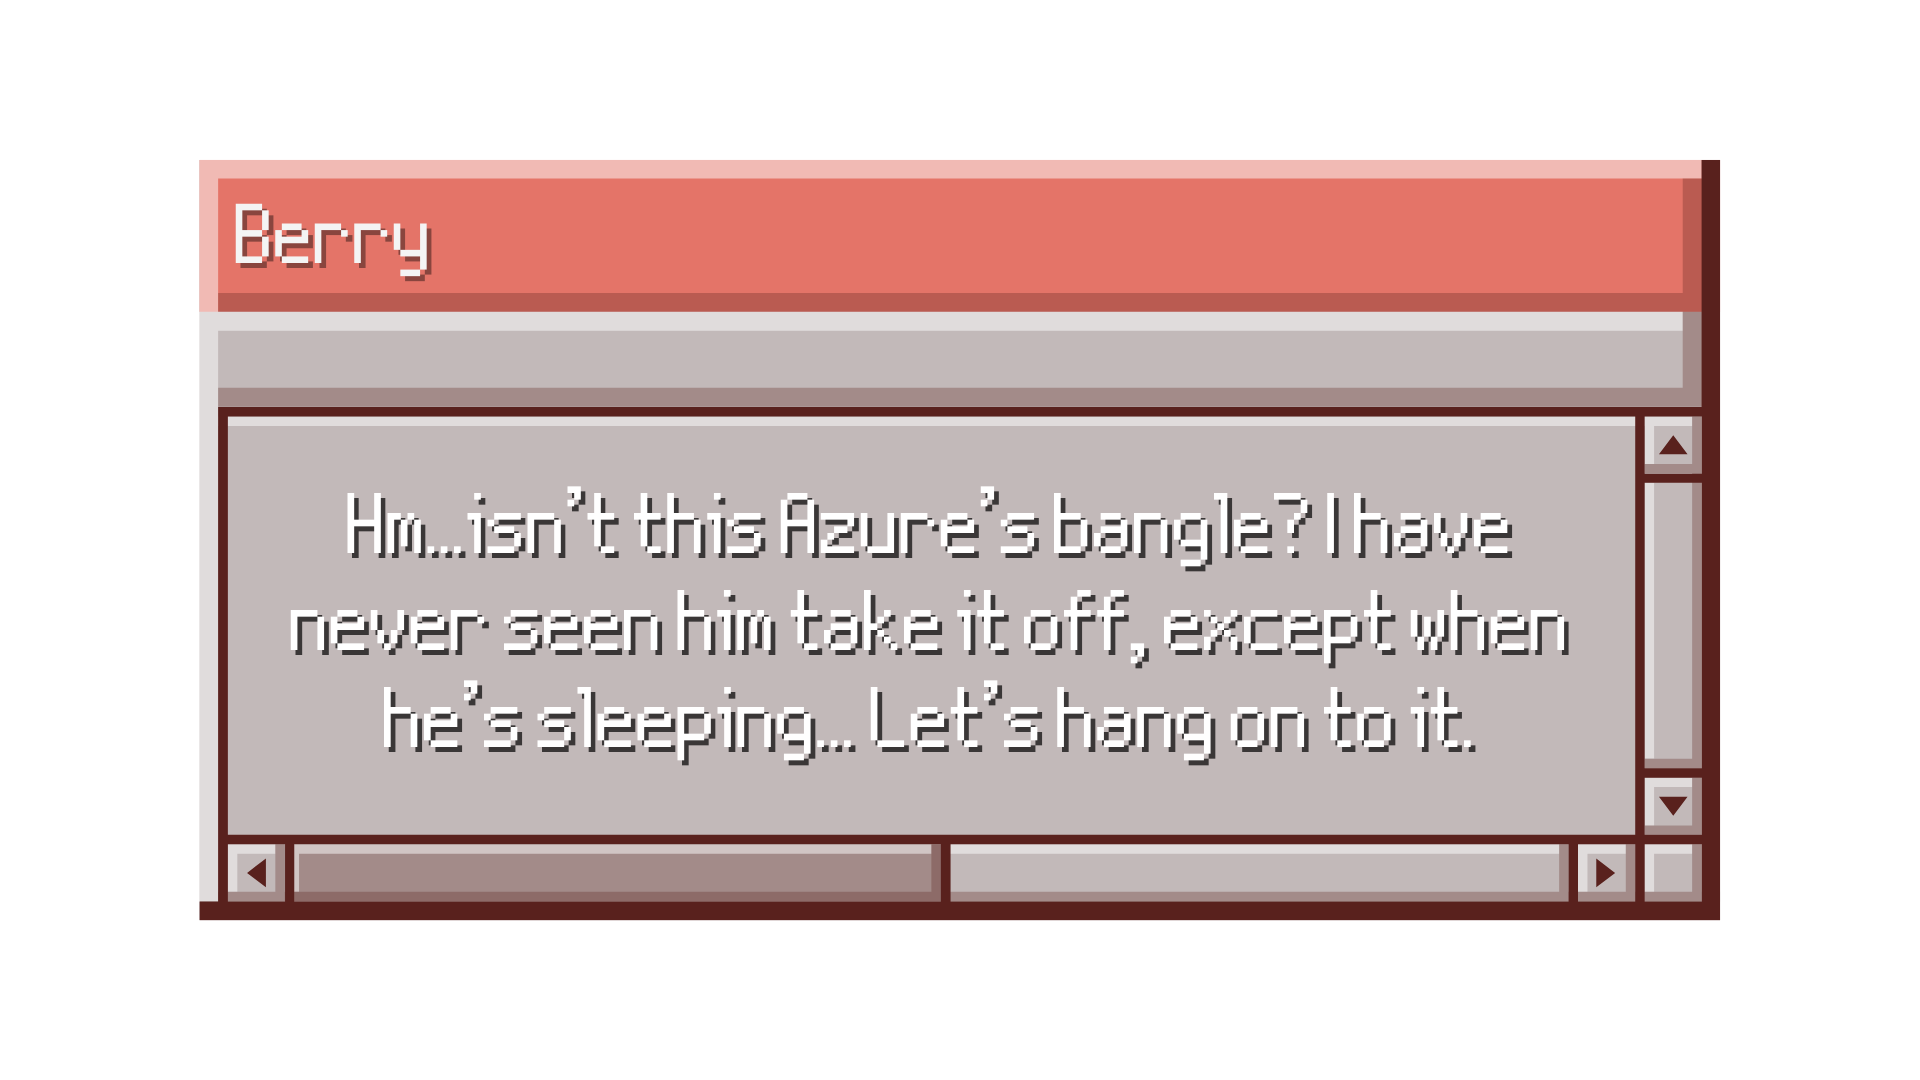 Berry
Hm...isn't this Azure's bangle? I have
never seen him take it off, except when
he's sleeping... Let's hang on to it.